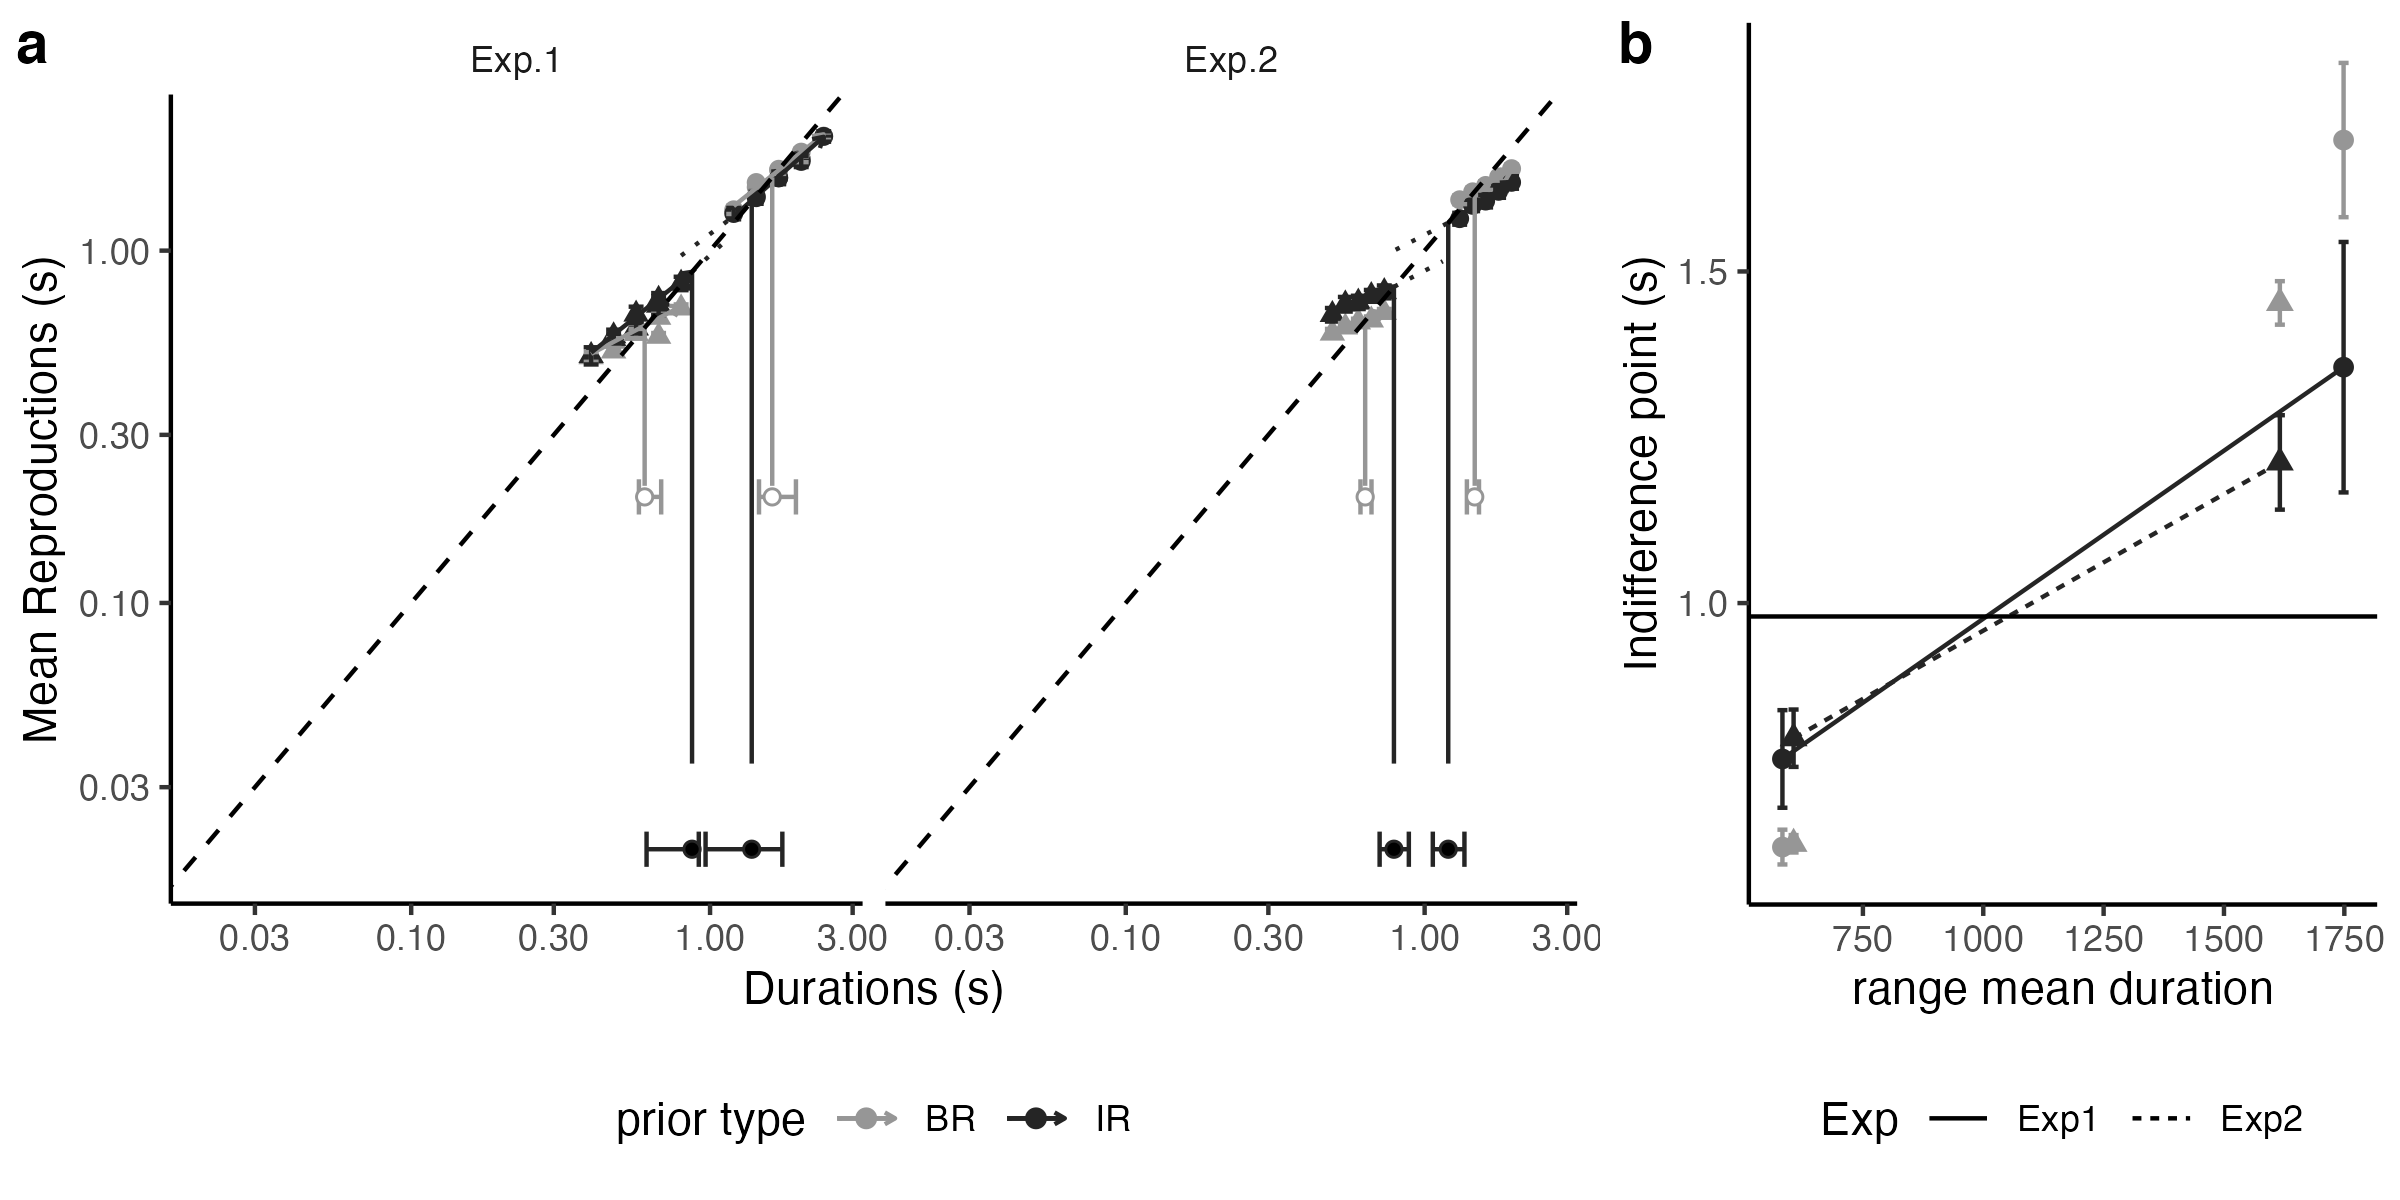 a
Exp.1
Exp.2
Mean Reproductions (s)
1.00
0.30
0.10
0.03
0.03 0.10 0.30 1.00 3.00
0.03 0.10 0.30 1.00 3.00
Durations (s)
prior type BR IR
b
Indifference point (s)
1.5
1.0
750 1000 1250 1500 1750
range mean duration
Exp Exp1 Exp2